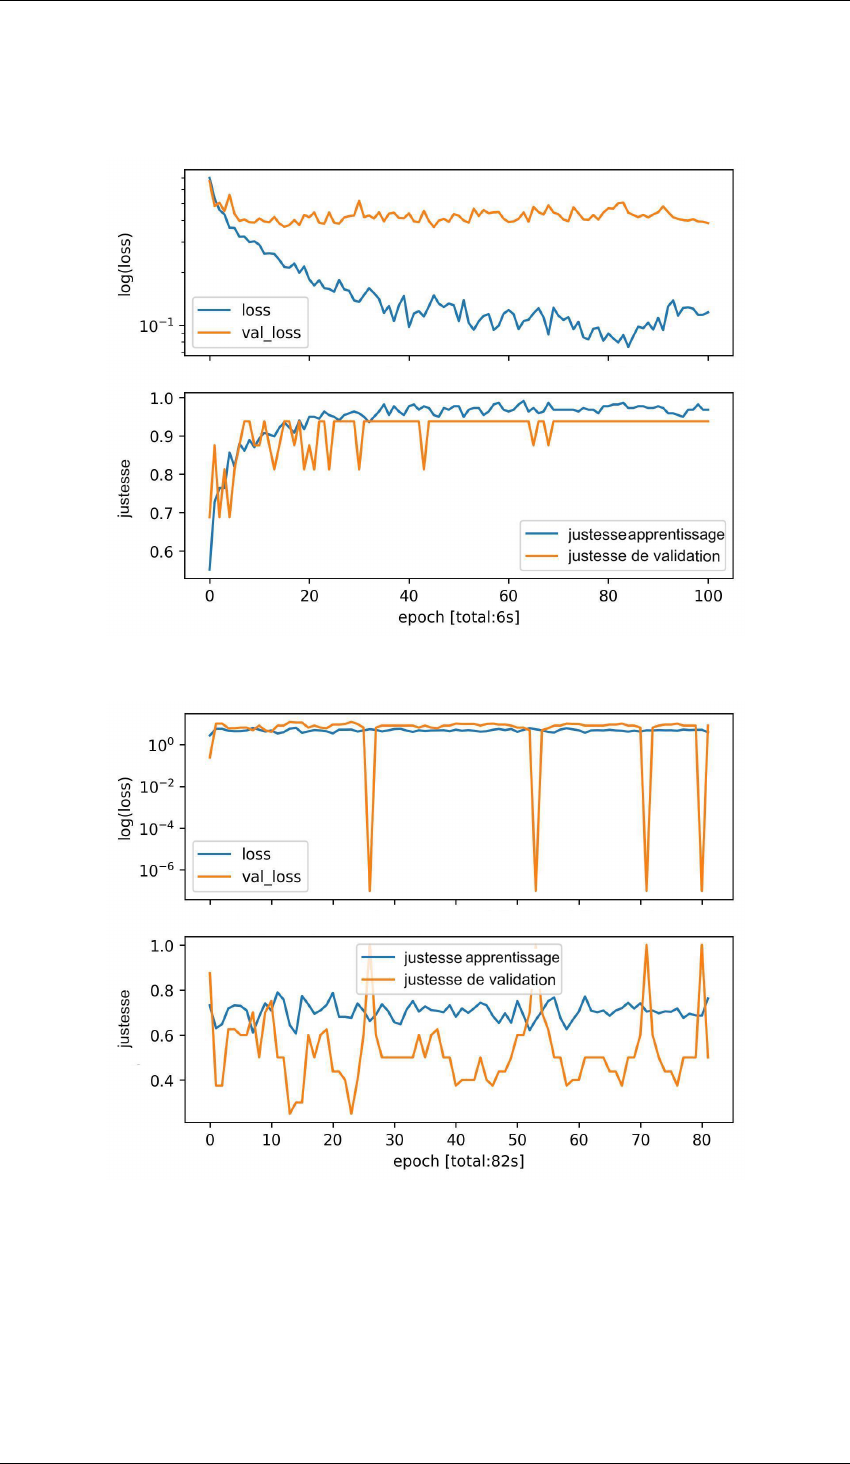 log(loss)
10⁻¹
loss
val_loss
justesse
1.0
0.9
0.8
0.7
0.6
justesse apprentissage
justesse de validation
0 20 40 60 80 100
epoch [total:6s]
log(loss)
10⁰
10⁻²
10⁻⁴
10⁻⁶
loss
val_loss
justesse
1.0
0.8
0.6
0.4
justesse apprentissage
justesse de validation
0 10 20 30 40 50 60 70 80
epoch [total:82s]